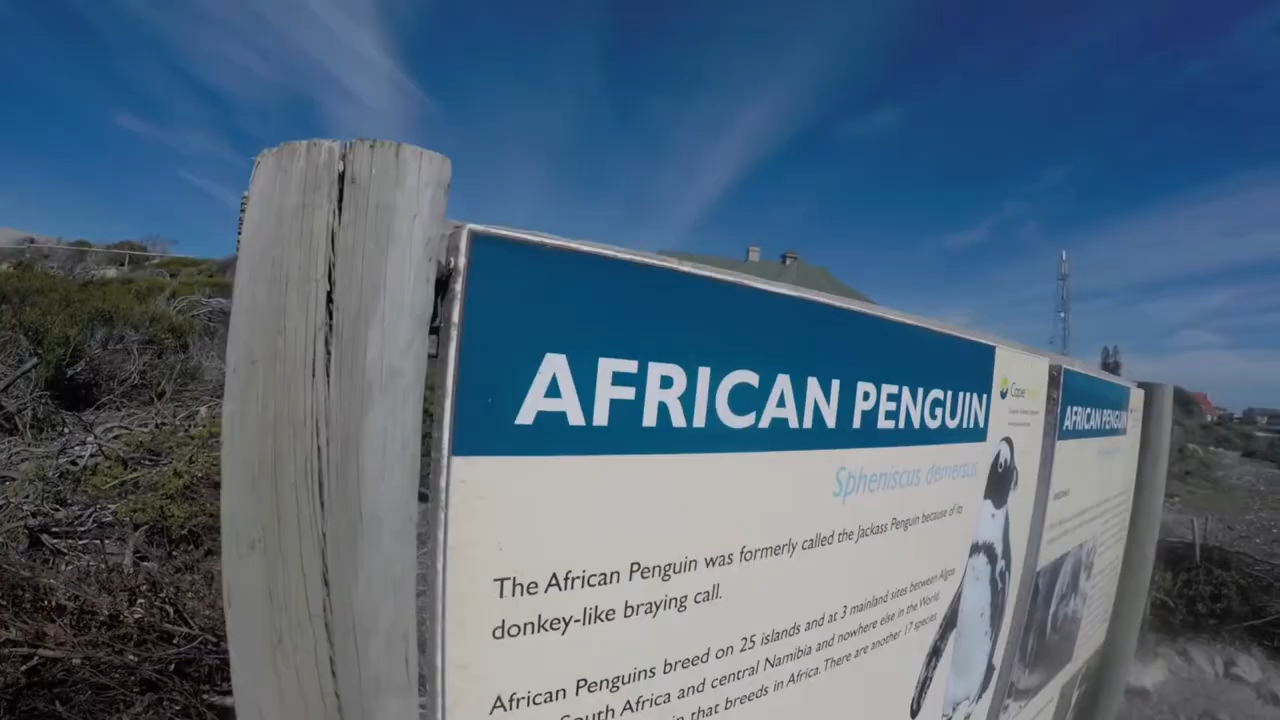 AFRICAN PENGUIN
Cape
Spheniscus demersus
The African Penguin was formerly called the Jackass Penguin because of its
donkey-like braying call.
African Penguins breed on 25 islands and at 3 mainland sites between Algoa
South Africa and central Namibia and nowhere else in the World.
that breeds in Africa. There are another 17 species
AFRICAN PENGUIN